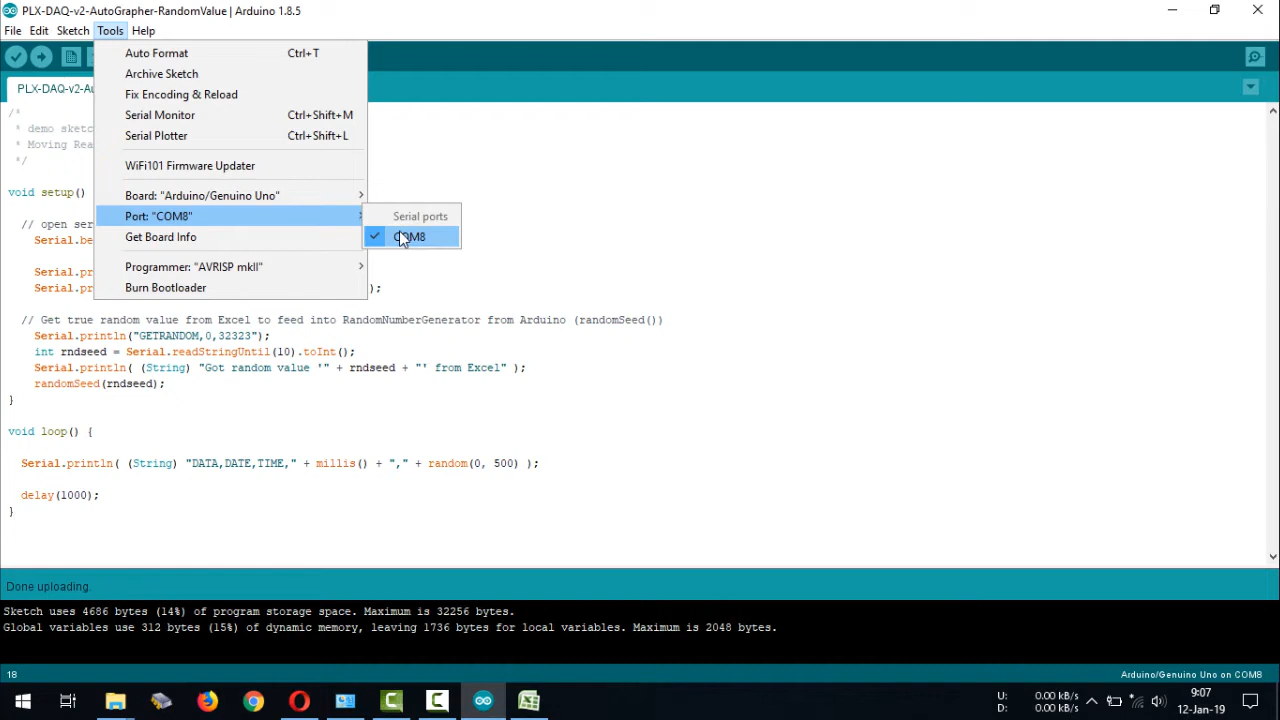 PLX-DAQ-v2-AutoGrapher-RandomValue | Arduino 1.8.5
File Edit Sketch Tools Help
PLX-DAQ-v2-Au
Auto Format Ctrl+T
Archive Sketch
Fix Encoding & Reload
Serial Monitor Ctrl+Shift+M
Serial Plotter Ctrl+Shift+L
WiFi101 Firmware Updater
Board: "Arduino/Genuino Uno"
Port: "COM8"
Get Board Info
Programmer: "AVRISP mkII"
Burn Bootloader
Serial ports
COM8
/*
* demo sketc
* Moving Rea
*/
void setup()
// open ser
Serial.be
Serial.pr
Serial.pr );
// Get true random value from Excel to feed into RandomNumberGenerator from Arduino (randomSeed())
Serial.println("GETRANDOM,0,32323");
int rndseed = Serial.readStringUntil(10).toInt();
Serial.println( (String) "Got random value '" + rndseed + "' from Excel" );
randomSeed(rndseed);
}
void loop() {
Serial.println( (String) "DATA,DATE,TIME," + millis() + "," + random(0, 500) );
delay(1000);
}
Done uploading.
Sketch uses 4686 bytes (14%) of program storage space. Maximum is 32256 bytes.
Global variables use 312 bytes (15%) of dynamic memory, leaving 1736 bytes for local variables. Maximum is 2048 bytes.
18 Arduino/Genuino Uno on COM8
U: 0.00 kB/s
D: 0.00 kB/s
9:07
12-Jan-19